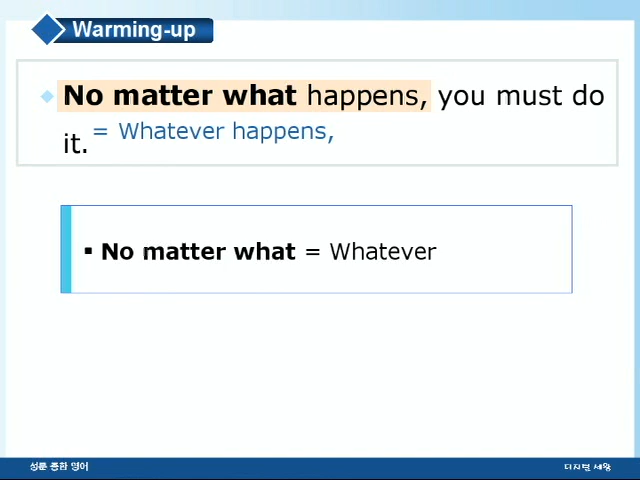 Warming-up
No matter what happens, you must do
= Whatever happens,
it.
No matter what = Whatever
성문 종합 영어
디지털 세왕